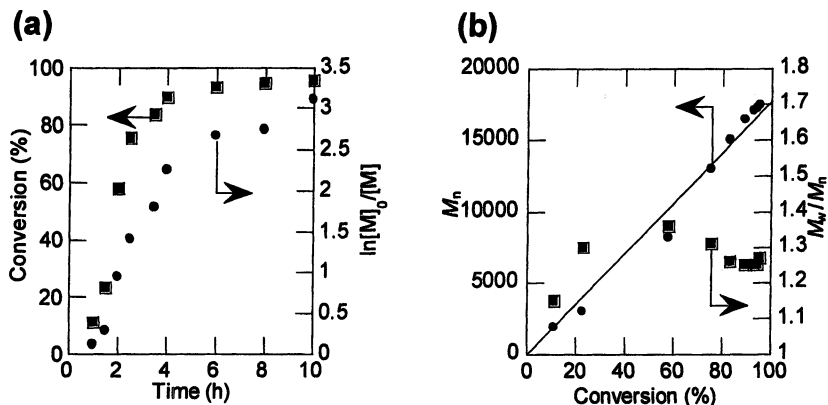 (a)
Conversion (%)
100
80
60
40
20
0
0 2 4 6 8 10
Time (h)
3.5
3
2.5
2
1.5
1
0.5
0
ln[M]0/[M]
(b)
Mn
20000
15000
10000
5000
0
0 20 40 60 80 100
Conversion (%)
1.8
1.7
1.6
1.5
1.4
1.3
1.2
1.1
1
Mw/Mn